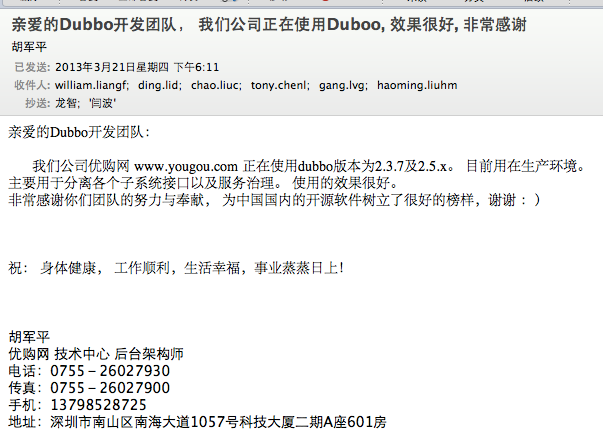 亲爱的Dubbo开发团队， 我们公司正在使用Duboo, 效果很好, 非常感谢
胡军平
已发送: 2013年3月21日星期四 下午6:11
收件人: william.liangf; ding.lid; chao.liuc; tony.chenl; gang.lvg; haoming.liuhm
抄送: 龙智; '闫波'
亲爱的Dubbo开发团队：
我们公司优购网 www.yougou.com 正在使用dubbo版本为2.3.7及2.5.x。 目前用在生产环境。
主要用于分离各个子系统接口以及服务治理。 使用的效果很好。
非常感谢你们团队的努力与奉献， 为中国国内的开源软件树立了很好的榜样，谢谢：）
祝： 身体健康， 工作顺利，生活幸福，事业蒸蒸日上！
胡军平
优购网 技术中心 后台架构师
电话：0755－26027930
传真：0755－26027900
手机：13798528725
地址：深圳市南山区南海大道1057号科技大厦二期A座601房